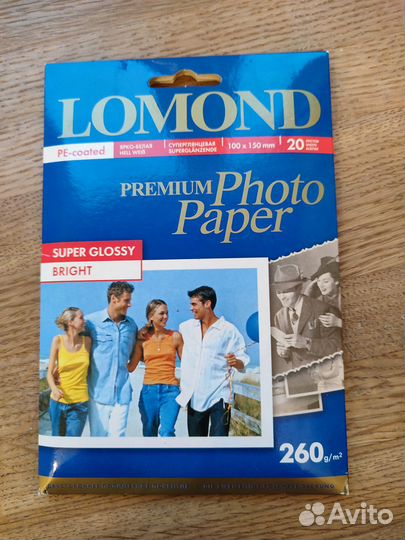 LOMOND
PE-coated
ЯРКО-БЕЛАЯ
HELL WEIß
СУПЕРГЛЯНЦЕВАЯ
SUPERGLÄNZENDE
100 x 150 mm
20
PREMIUM Photo
Paper
SUPER GLOSSY
BRIGHT
260 g/m²
Avito